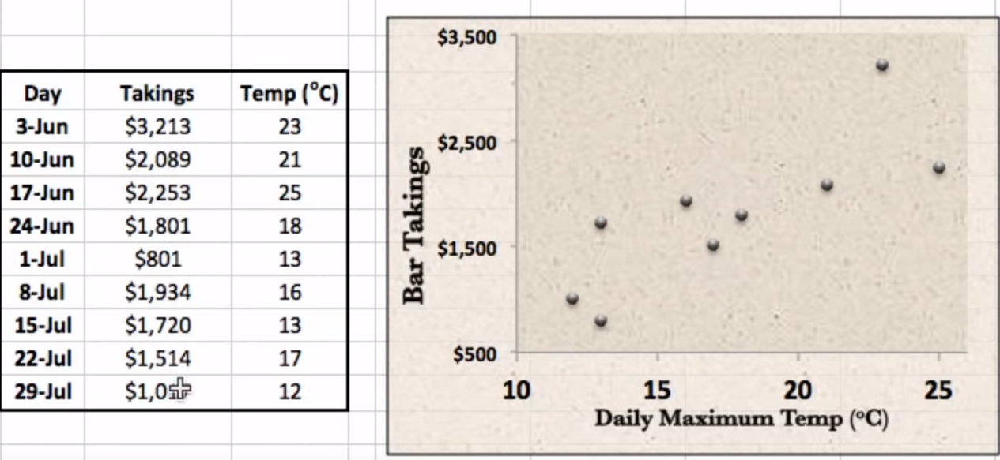 Day Takings Temp (°C)
3-Jun $3,213 23
10-Jun $2,089 21
17-Jun $2,253 25
24-Jun $1,801 18
1-Jul $801 13
8-Jul $1,934 16
15-Jul $1,720 13
22-Jul $1,514 17
29-Jul 12
$3,500
$2,500
$1,500
$500
Bar Takings
10 15 20 25
Daily Maximum Temp (°C)